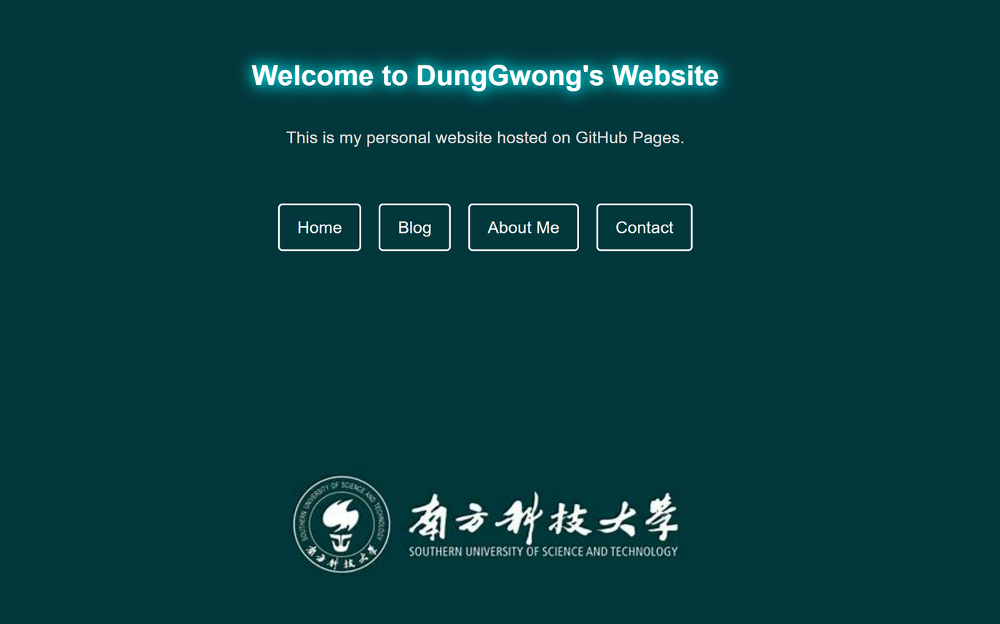 Welcome to DungGwong's Website
This is my personal website hosted on GitHub Pages.
Home
Blog
About Me
Contact
SOUTHERN UNIVERSITY OF SCIENCE AND TECHNOLOGY
南方科技大学
南方科技大学
SOUTHERN UNIVERSITY OF SCIENCE AND TECHNOLOGY